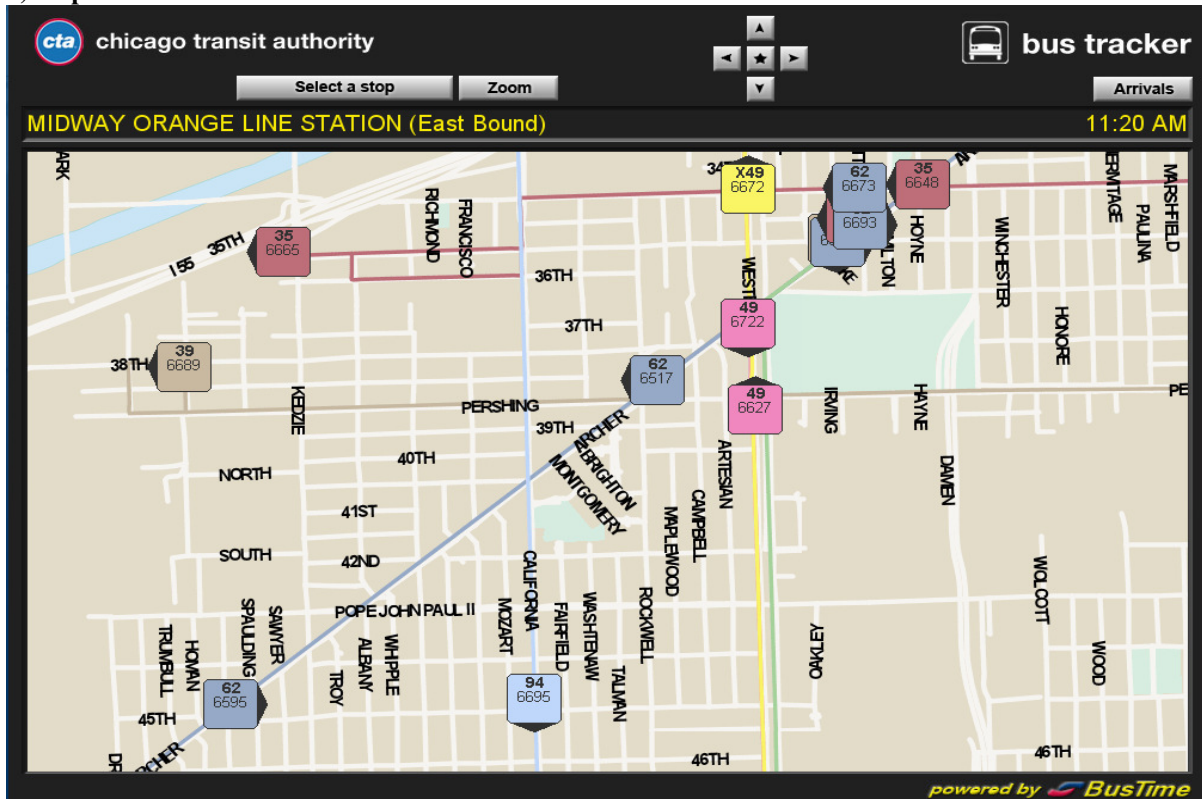 cta chicago transit authority
bus tracker
Select a stop
Zoom
Arrivals
MIDWAY ORANGE LINE STATION (East Bound)
11:20 AM
X49
6672
62
6673
35
6648
6693
HOYNE
WINCHESTER
PAULINA
MARSHFIELD
RICHMOND
FRANCISCO
35TH
I 55
35
6665
36TH
37TH
49
6722
HONORE
38TH
39
6689
62
6517
KEDZIE
PERSHING
39TH
ARCHER
49
6627
IRVING
HAYNE
BRIGHTON
MONTGOMERY
ARTESIAN
DAMEN
40TH
NORTH
41ST
CAMPBELL
MAPLEWOOD
SOUTH
42ND
CALIFORNIA
WOLCOTT
POPE JOHN PAUL II
MOZART
FAIRFIELD
WASHTENAW
ROCKWELL
OAKLEY
TRUMBULL
HOMAN
SPAULDING
SAWYER
TROY
ALBANY
WHIPPLE
TALMAN
WOOD
62
6595
94
6695
45TH
46TH
46TH
powered by BusTime